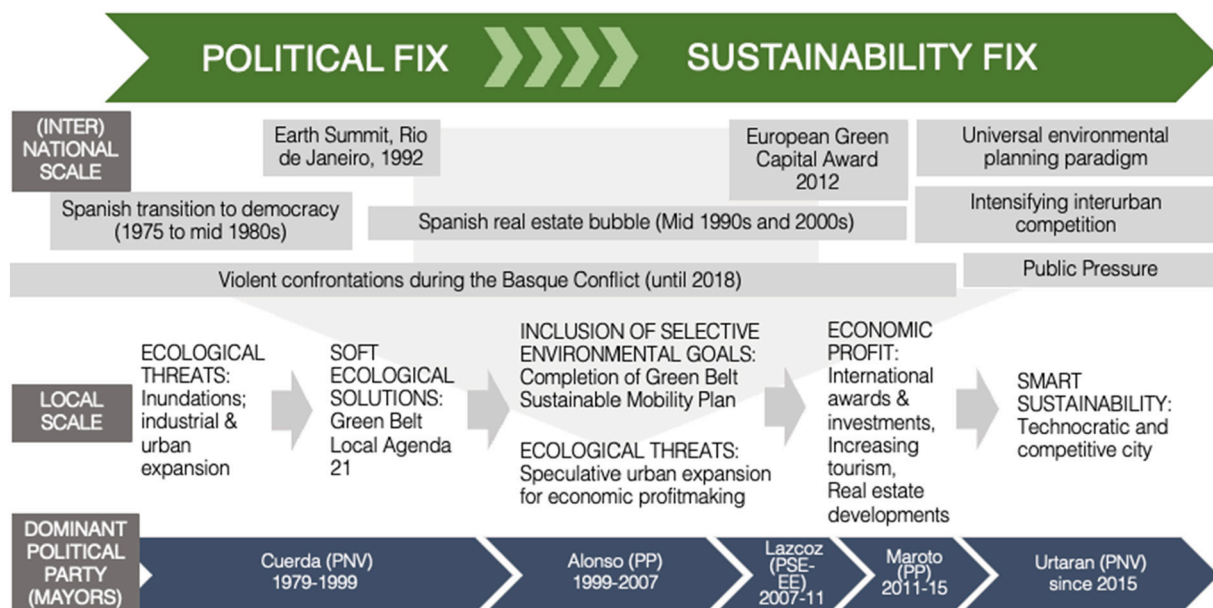 POLITICAL FIX
SUSTAINABILITY FIX
(INTER)
NATIONAL
SCALE
Earth Summit, Rio
de Janeiro, 1992
European Green
Capital Award
2012
Universal environmental
planning paradigm
Spanish transition to democracy
(1975 to mid 1980s)
Spanish real estate bubble (Mid 1990s and 2000s)
Intensifying interurban
competition
Violent confrontations during the Basque Conflict (until 2018)
Public Pressure
LOCAL
SCALE
ECOLOGICAL
THREATS:
Inundations;
industrial &
urban
expansion
SOFT
ECOLOGICAL
SOLUTIONS:
Green Belt
Local Agenda
21
INCLUSION OF SELECTIVE
ENVIRONMENTAL GOALS:
Completion of Green Belt
Sustainable Mobility Plan
ECOLOGICAL THREATS:
Speculative urban expansion
for economic profitmaking
ECONOMIC
PROFIT:
International
awards &
investments,
Increasing
tourism,
Real estate
developments
SMART
SUSTAINABILITY:
Technocratic and
competitive city
DOMINANT
POLITICAL
PARTY
(MAYORS)
Cuerda (PNV)
1979-1999
Alonso (PP)
1999-2007
Lazcoz
(PSE-
EE)
2007-11
Maroto
(PP)
2011-15
Urtaran (PNV)
since 2015